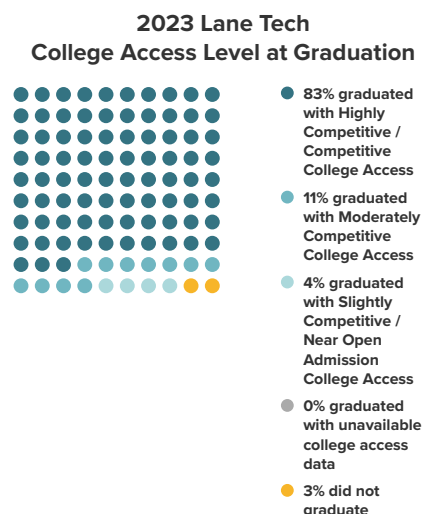 2023 Lane Tech
College Access Level at Graduation
83% graduated
with Highly
Competitive /
Competitive
College Access
11% graduated
with Moderately
Competitive
College Access
4% graduated
with Slightly
Competitive /
Near Open
Admission
College Access
0% graduated
with unavailable
college access
data
3% did not
graduate